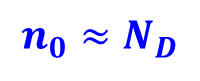 n₀ ≈ N_D